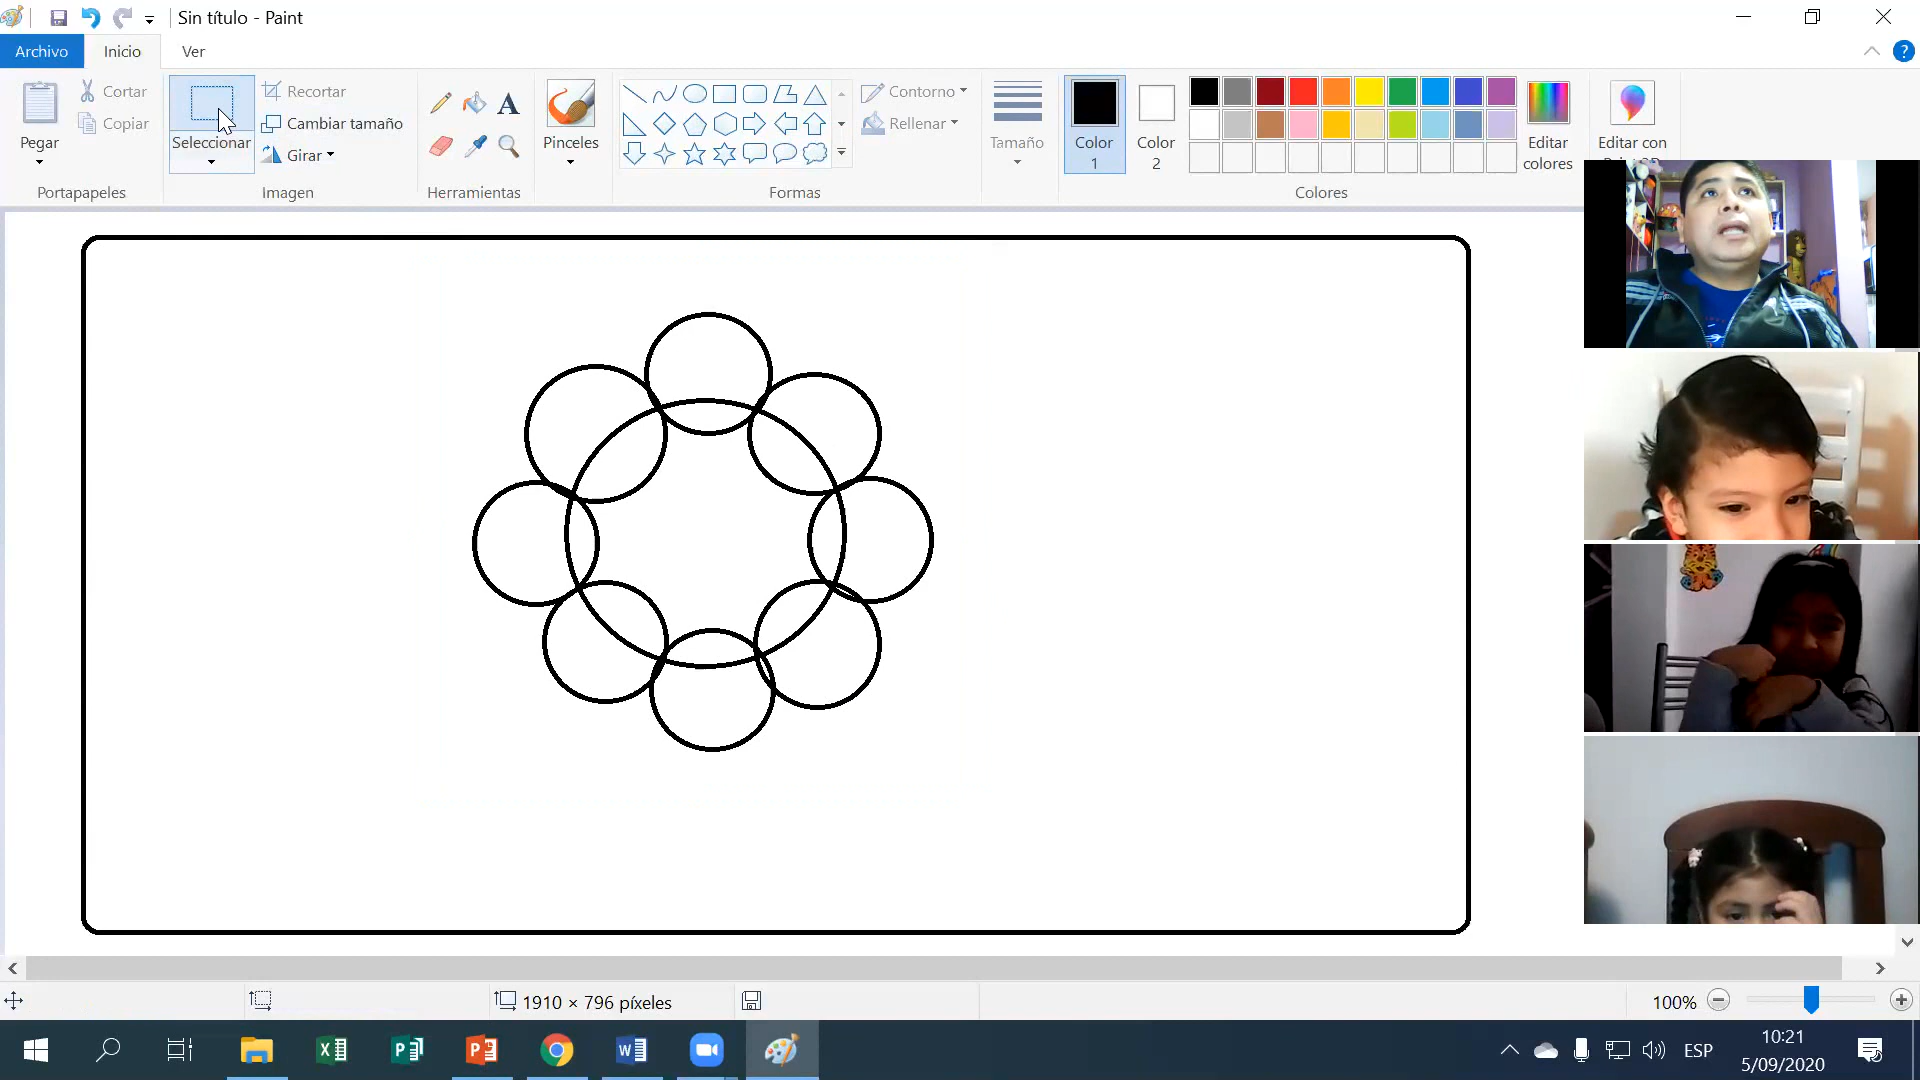 Sin título - Paint
Archivo
Inicio
Ver
Pegar
Cortar
Copiar
Portapapeles
Seleccionar
Recortar
Cambiar tamaño
Girar
Imagen
A
Herramientas
Pinceles
Contorno
Rellenar
Formas
Tamaño
Color
1
Color
2
Editar
colores
Colores
Editar con
1910 × 796 píxeles
100%
ESP
10:21
5/09/2020